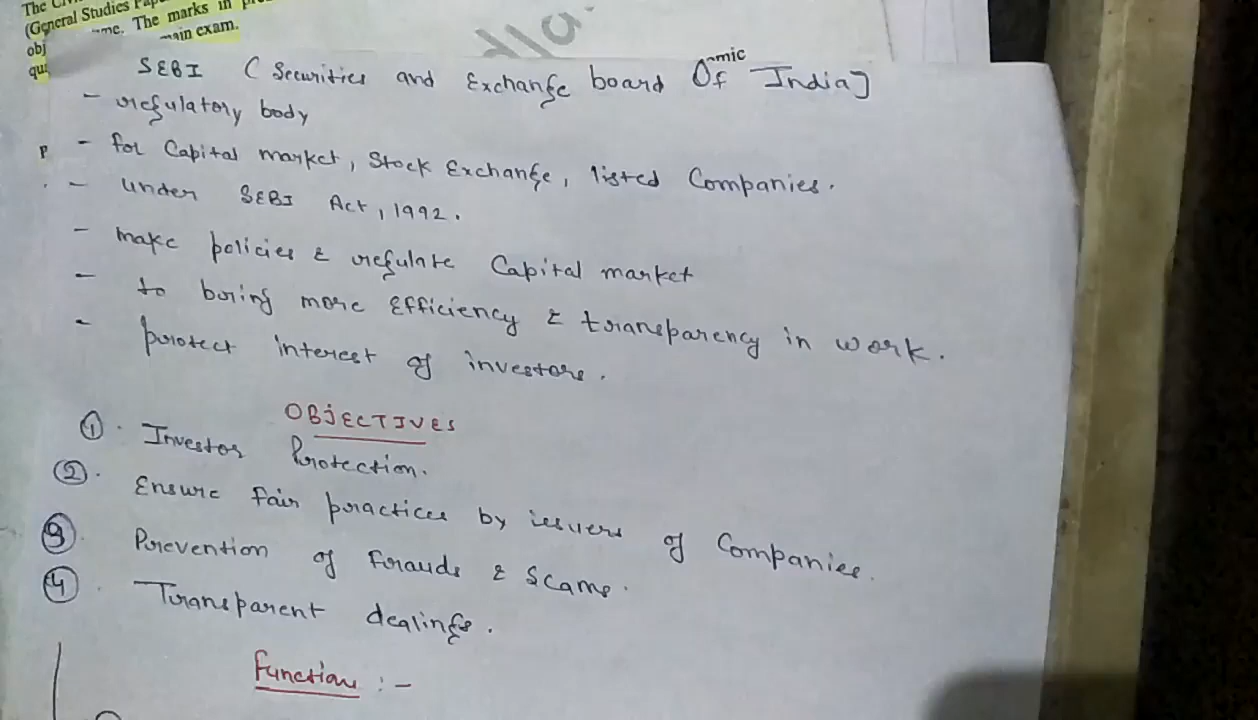 The
(General Studies
The marks in
obj
main exam.
qu
mic
SEBI ( Securities and Exchange board Of India]
- regulatory body
P
- for Capital market, Stock Exchange, listed Companies.
- under SEBI Act, 1992.
- make policies & regulate Capital market
- to bring more Efficiency & transparency in work.
- protect interest of investors.
OBJECTIVES
① . Investor Protection.
② . Ensure fair practices by issuers of Companies.
③ . Prevention of Frauds & Scams.
④ . Transparent dealings.
Function : -